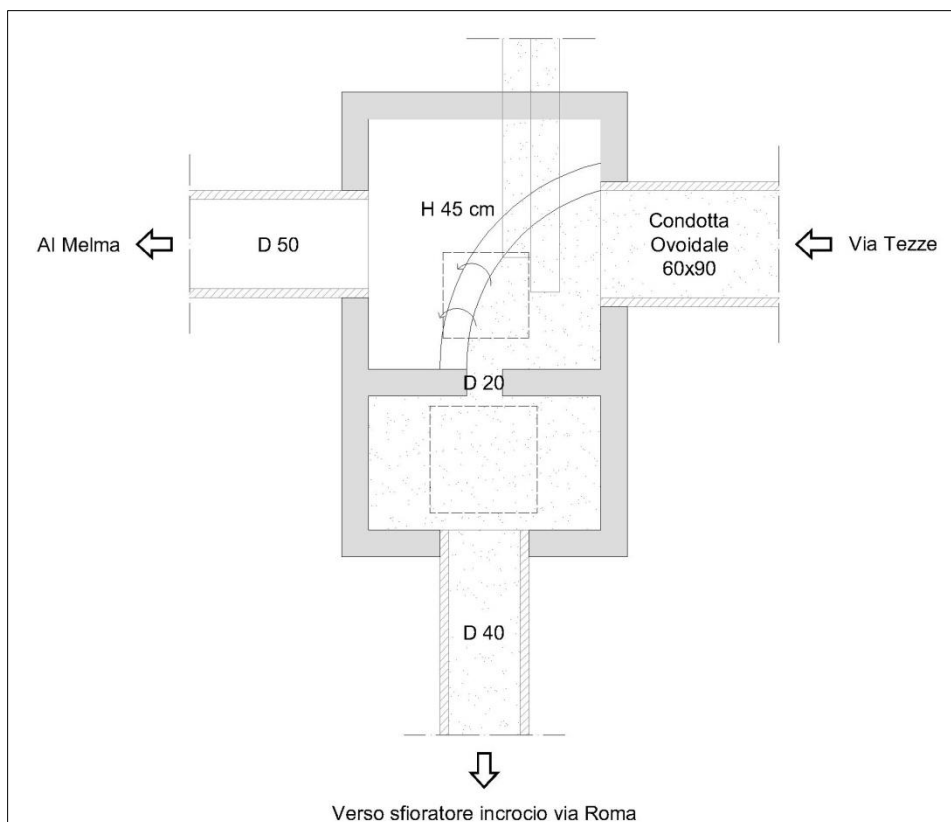 H 45 cm
Al Melma
D 50
Condotta
Ovoidale
60x90
Via Tezze
D 20
D 40
Verso sfioratore incrocio via Roma